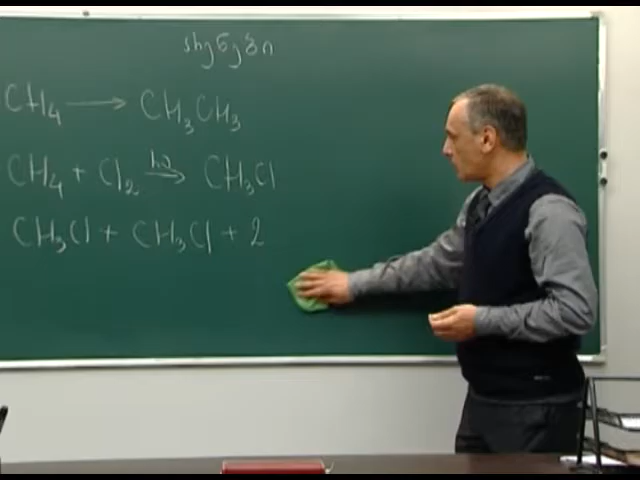 CH₄ ⟶ CH₃CH₃
CH₄ + Cl₂ hν→ CH₃Cl
CH₃Cl + CH₃Cl + 2